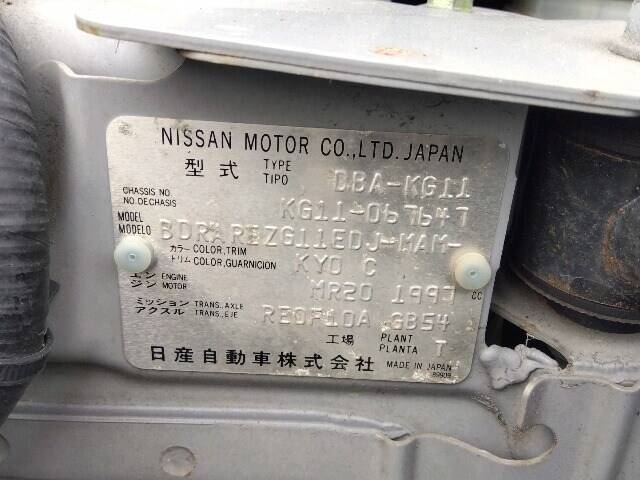 NISSAN MOTOR CO.,LTD.JAPAN
型式 TYPE TIPO DBA-KG11
CHASSIS NO. NO DE CHASIS KG11-067647
MODEL MODELO BDRARBZG11EDJ-MAM-
カラー COLOR, TRIM
トリム COLOR, GUARNICION KYO C
エンジン ENGINE MOTOR MR20 1997 CC
ミッション TRANS., AXLE
アクスル TRANS., EJE RE0F10A GB54
工場 PLANT PLANTA T
日産自動車株式会社 MADE IN JAPAN